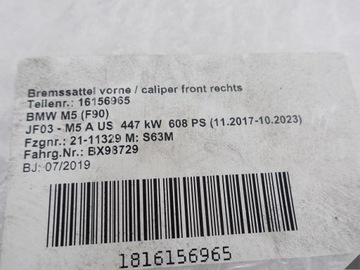 Bremssattel vorne / caliper front rechts
Teilenr.: 16156965
BMW M5 (F90)
JF03 - M5 A US 447 kW 608 PS (11.2017-10.2023)
Fzgnr.: 21-11329 M: S63M
Fahrg.Nr.: BX98729
BJ: 07/2019
1816156965